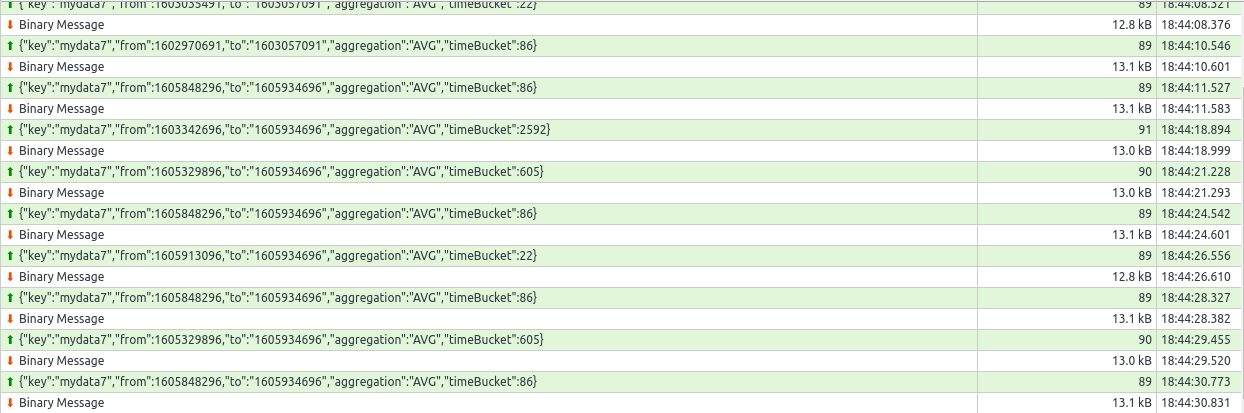 {"key":"mydata7","from":1603035491,"to":"1603057091","aggregation":"AVG","timeBucket":22} 89 18:44:08.321
Binary Message 12.8 kB 18:44:08.376
{"key":"mydata7","from":1602970691,"to":"1603057091","aggregation":"AVG","timeBucket":86} 89 18:44:10.546
Binary Message 13.1 kB 18:44:10.601
{"key":"mydata7","from":1605848296,"to":"1605934696","aggregation":"AVG","timeBucket":86} 89 18:44:11.527
Binary Message 13.1 kB 18:44:11.583
{"key":"mydata7","from":1603342696,"to":"1605934696","aggregation":"AVG","timeBucket":2592} 91 18:44:18.894
Binary Message 13.0 kB 18:44:18.999
{"key":"mydata7","from":1605329896,"to":"1605934696","aggregation":"AVG","timeBucket":605} 90 18:44:21.228
Binary Message 13.0 kB 18:44:21.293
{"key":"mydata7","from":1605848296,"to":"1605934696","aggregation":"AVG","timeBucket":86} 89 18:44:24.542
Binary Message 13.1 kB 18:44:24.601
{"key":"mydata7","from":1605913096,"to":"1605934696","aggregation":"AVG","timeBucket":22} 89 18:44:26.556
Binary Message 12.8 kB 18:44:26.610
{"key":"mydata7","from":1605848296,"to":"1605934696","aggregation":"AVG","timeBucket":86} 89 18:44:28.327
Binary Message 13.1 kB 18:44:28.382
{"key":"mydata7","from":1605329896,"to":"1605934696","aggregation":"AVG","timeBucket":605} 90 18:44:29.455
Binary Message 13.0 kB 18:44:29.520
{"key":"mydata7","from":1605848296,"to":"1605934696","aggregation":"AVG","timeBucket":86} 89 18:44:30.773
Binary Message 13.1 kB 18:44:30.831